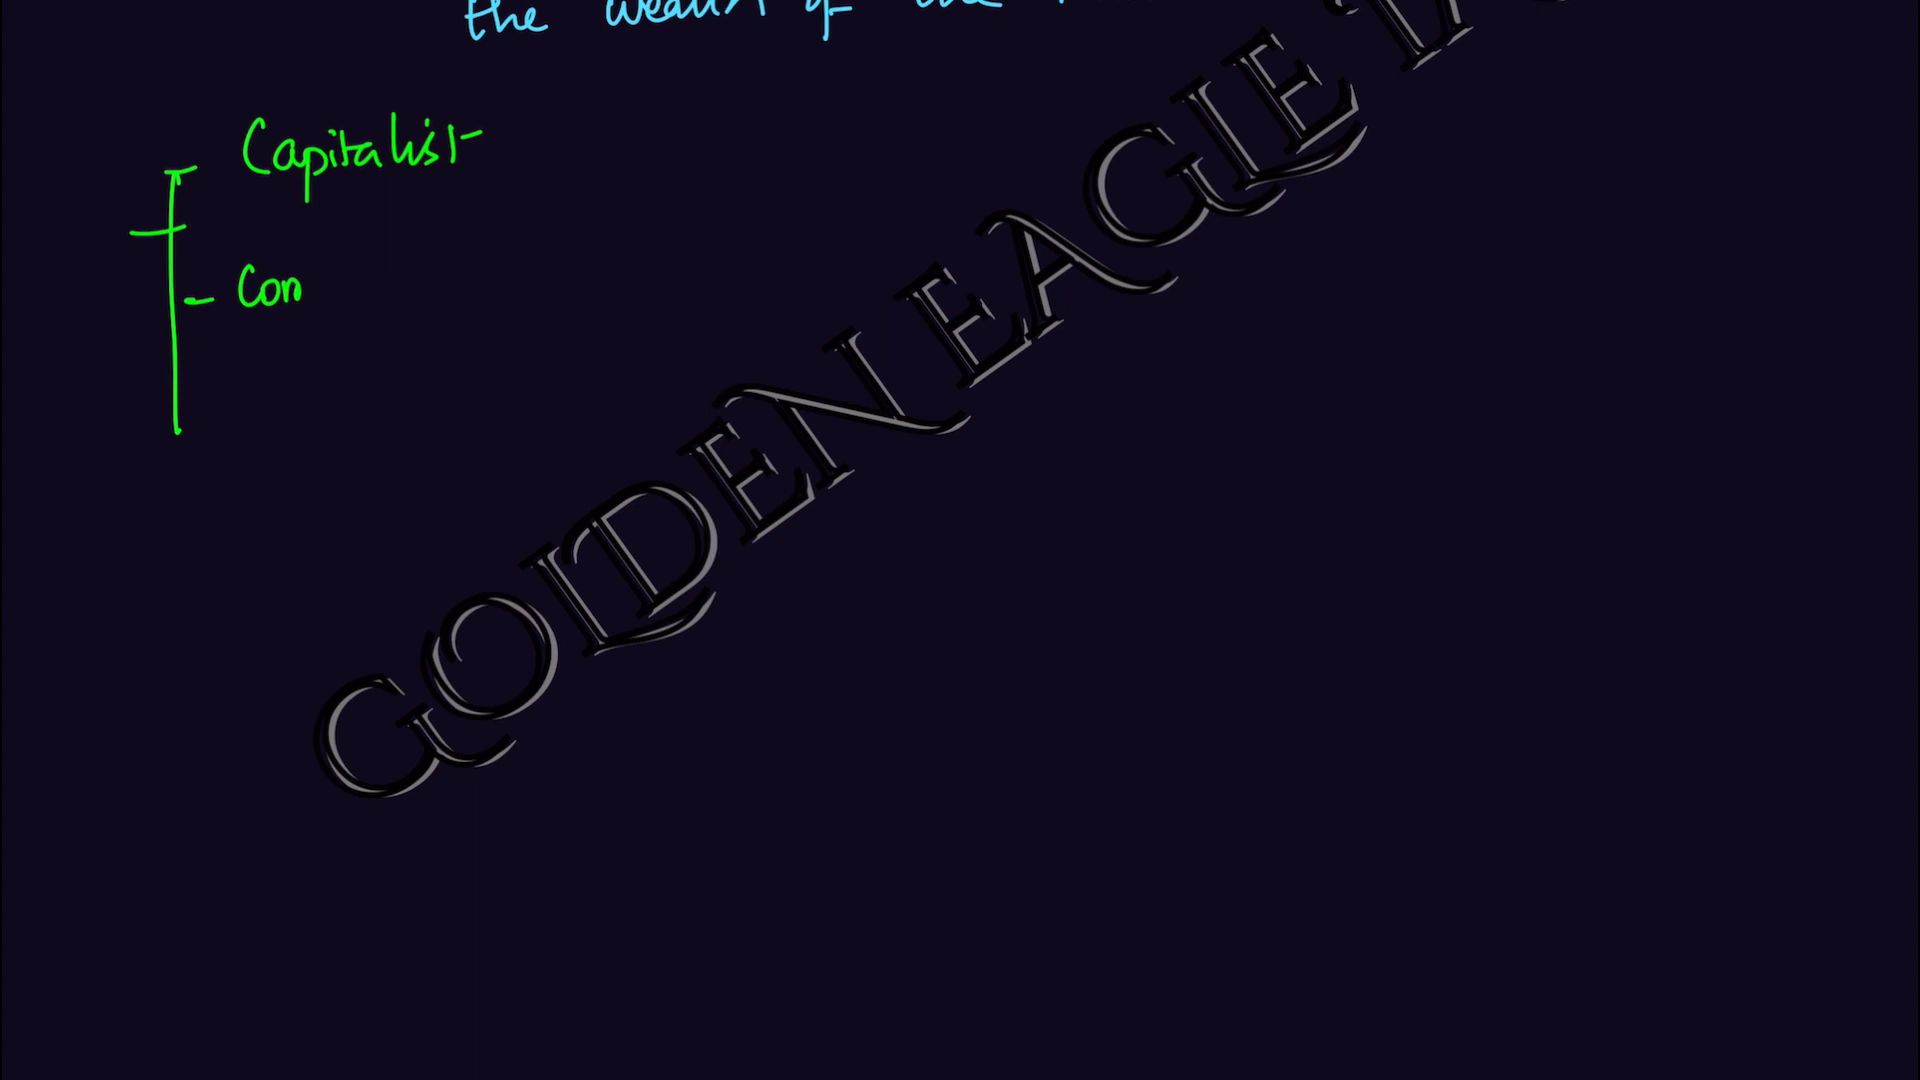 the wealth of the
Capitalist
- Con
GOLDEN EAGLE